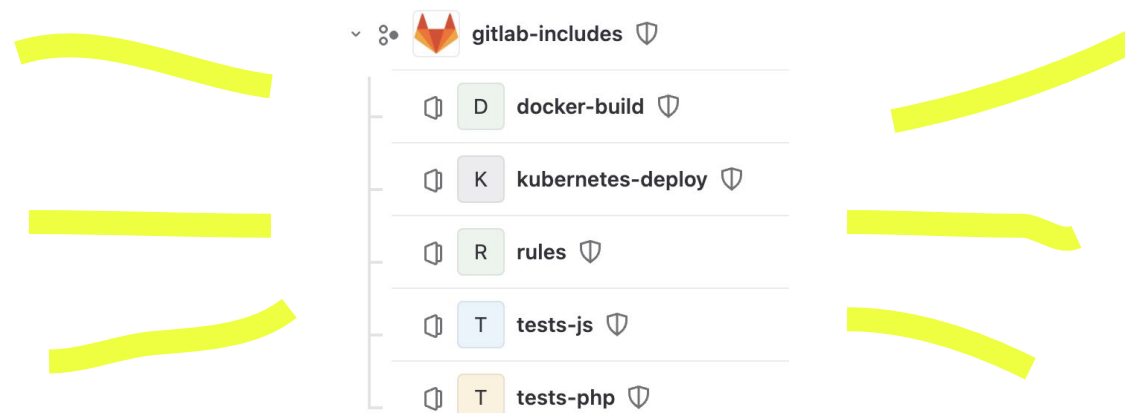 gitlab-includes
D docker-build
K kubernetes-deploy
R rules
T tests-js
T tests-php